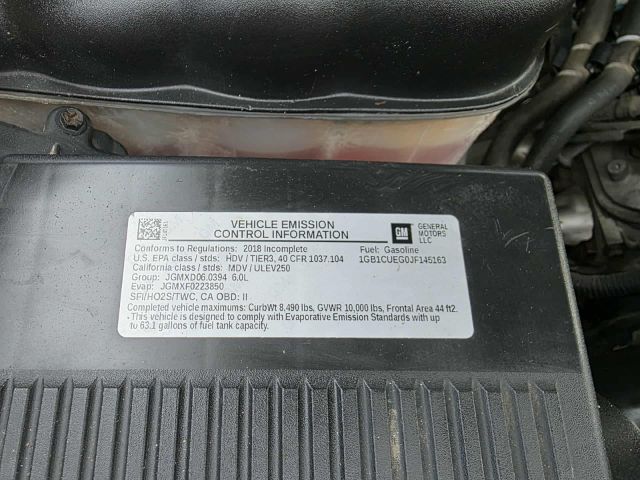 VEHICLE EMISSION
CONTROL INFORMATION
GM GENERAL MOTORS LLC
Conforms to Regulations: 2018 Incomplete Fuel: Gasoline
U.S. EPA class / stds: HDV / TIER3, 40 CFR 1037.104 1GB1CUEG0JF145163
California class / stds: MDV / ULEV250
Group: JGMXD06.0394 6.0L
Evap: JGMXF0223850
SFI/HO2S/TWC, CA OBD: II
Completed vehicle maximums: CurbWt 8,490 lbs, GVWR 10,000 lbs, Frontal Area 44 ft2.
- This vehicle is designed to comply with Evaporative Emission Standards with up
to 63.1 gallons of fuel tank capacity.